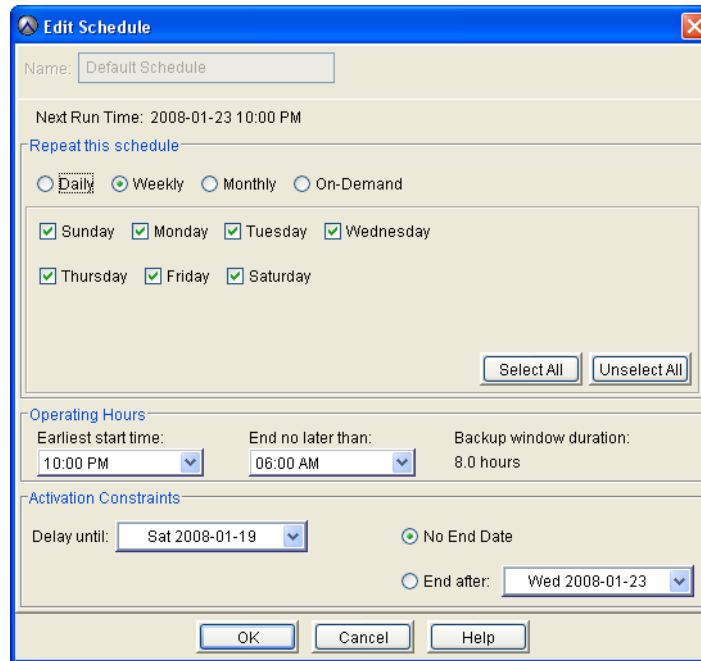 Edit Schedule
Name: Default Schedule
Next Run Time: 2008-01-23 10:00 PM
Repeat this schedule
Daily Weekly Monthly On-Demand
Sunday Monday Tuesday Wednesday
Thursday Friday Saturday
Select All Unselect All
Operating Hours
Earliest start time: End no later than: Backup window duration:
10:00 PM 06:00 AM 8.0 hours
Activation Constraints
Delay until: Sat 2008-01-19 No End Date
End after: Wed 2008-01-23
OK Cancel Help